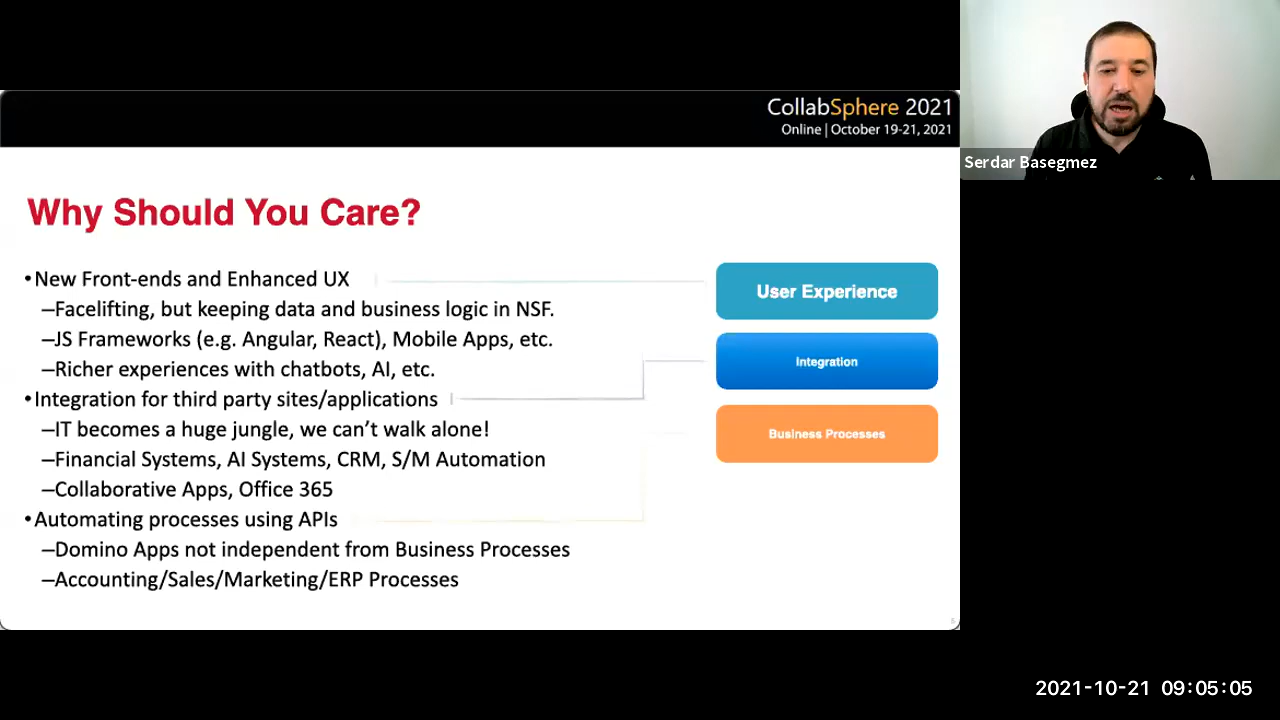 CollabSphere 2021
Online | October 19-21, 2021
Serdar Basegmez
Why Should You Care?
•New Front-ends and Enhanced UX
–Facelifting, but keeping data and business logic in NSF.
–JS Frameworks (e.g. Angular, React), Mobile Apps, etc.
–Richer experiences with chatbots, AI, etc.
•Integration for third party sites/applications
–IT becomes a huge jungle, we can’t walk alone!
–Financial Systems, AI Systems, CRM, S/M Automation
–Collaborative Apps, Office 365
•Automating processes using APIs
–Domino Apps not independent from Business Processes
–Accounting/Sales/Marketing/ERP Processes
User Experience
Integration
Business Processes
2021-10-21 09:05:05